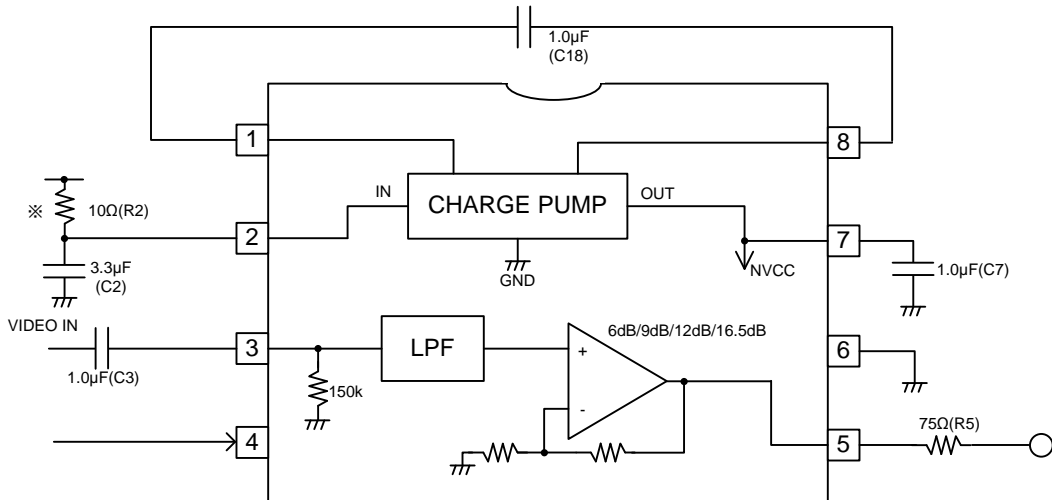 1.0µF
(C18)
1
8
※ 10Ω(R2)
IN
CHARGE PUMP
OUT
2
7
3.3µF
(C2)
GND
NVCC
1.0µF(C7)
VIDEO IN
6dB/9dB/12dB/16.5dB
3
LPF
+
6
1.0µF(C3)
150k
-
4
75Ω(R5)
5